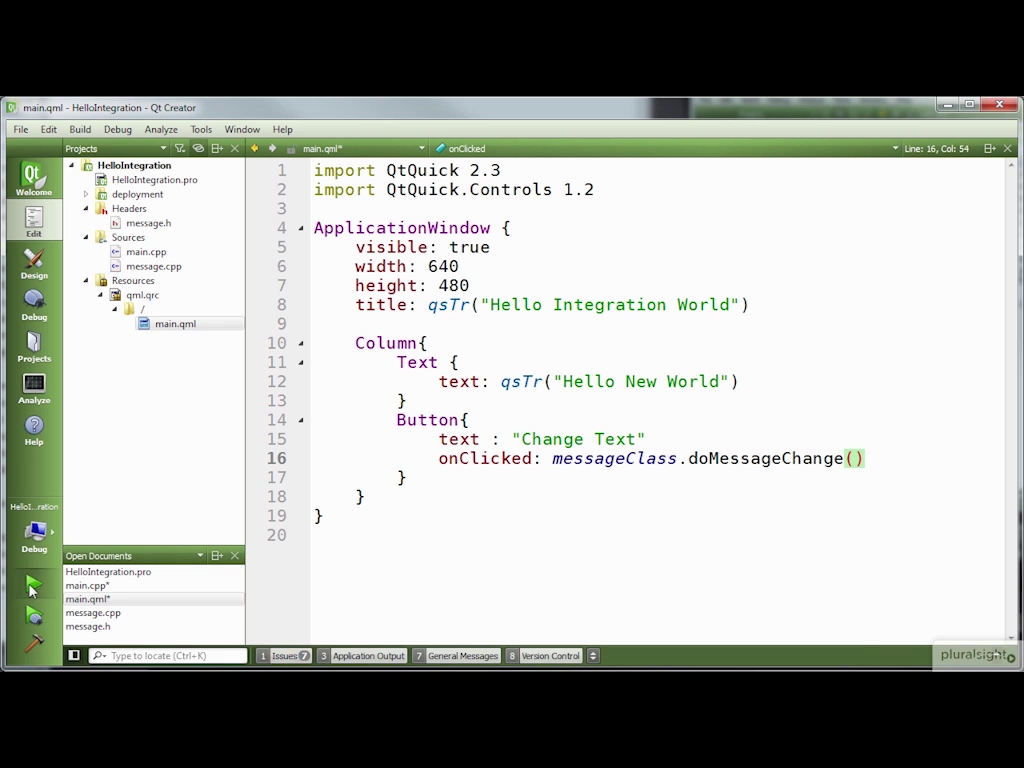 main.qml - HelloIntegration - Qt Creator
File Edit Build Debug Analyze Tools Window Help
Projects
main.qml*
onClicked
Line: 16, Col: 54
Welcome
Edit
Design
Debug
Projects
Analyze
Help
HelloI...ration
Debug
HelloIntegration
HelloIntegration.pro
deployment
Headers
message.h
Sources
main.cpp
message.cpp
Resources
qml.qrc
/
main.qml
Open Documents
HelloIntegration.pro
main.cpp*
main.qml*
message.cpp
message.h
1 import QtQuick 2.3
2 import QtQuick.Controls 1.2
3
4 ApplicationWindow {
5 visible: true
6 width: 640
7 height: 480
8 title: qsTr("Hello Integration World")
9
10 Column{
11 Text {
12 text: qsTr("Hello New World")
13 }
14 Button{
15 text : "Change Text"
16 onClicked: messageClass.doMessageChange()
17 }
18 }
19 }
20
Type to locate (Ctrl+K)
1 Issues 7
3 Application Output
7 General Messages
8 Version Control
pluralsight